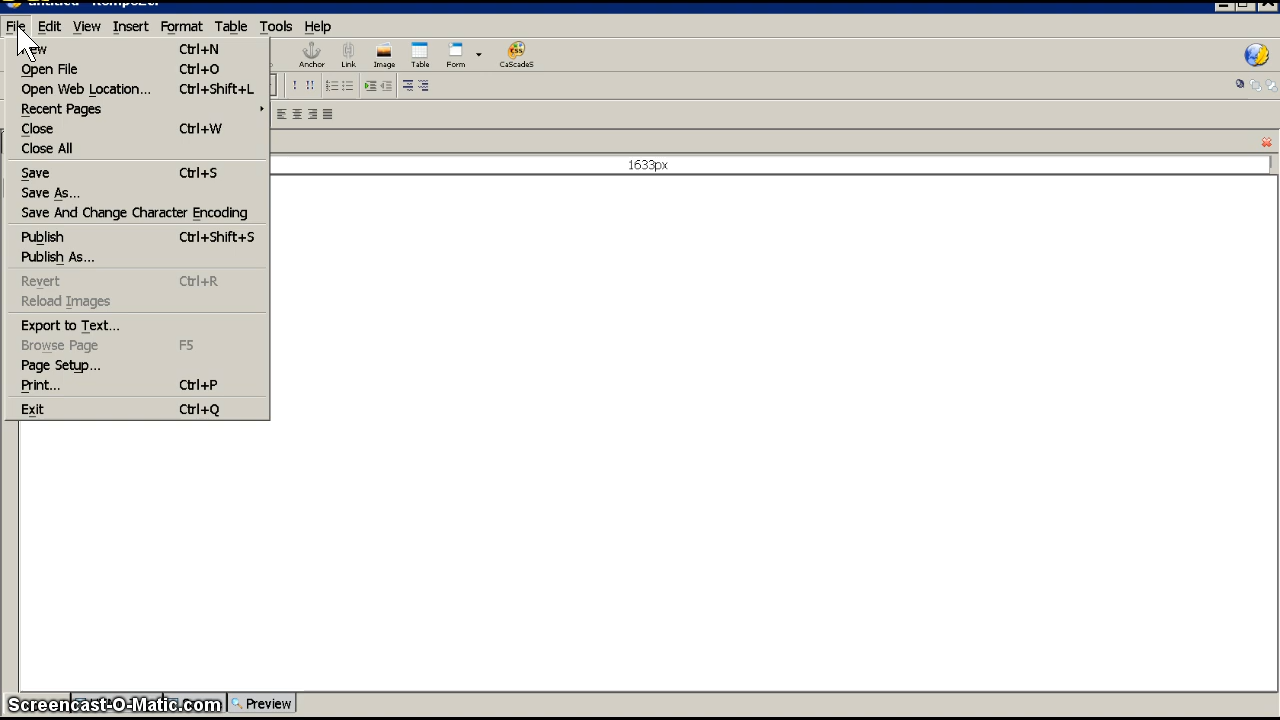 File Edit View Insert Format Table Tools Help
Ctrl+N
Open File Ctrl+O
Open Web Location... Ctrl+Shift+L
Recent Pages
Close Ctrl+W
Close All
Save Ctrl+S
Save As...
Save And Change Character Encoding
Publish Ctrl+Shift+S
Publish As...
Revert Ctrl+R
Reload Images
Export to Text...
Browse Page F5
Page Setup...
Print... Ctrl+P
Exit Ctrl+Q
Anchor Link Image Table Form CaScadeS
1633px
Preview
Screencast-O-Matic.com